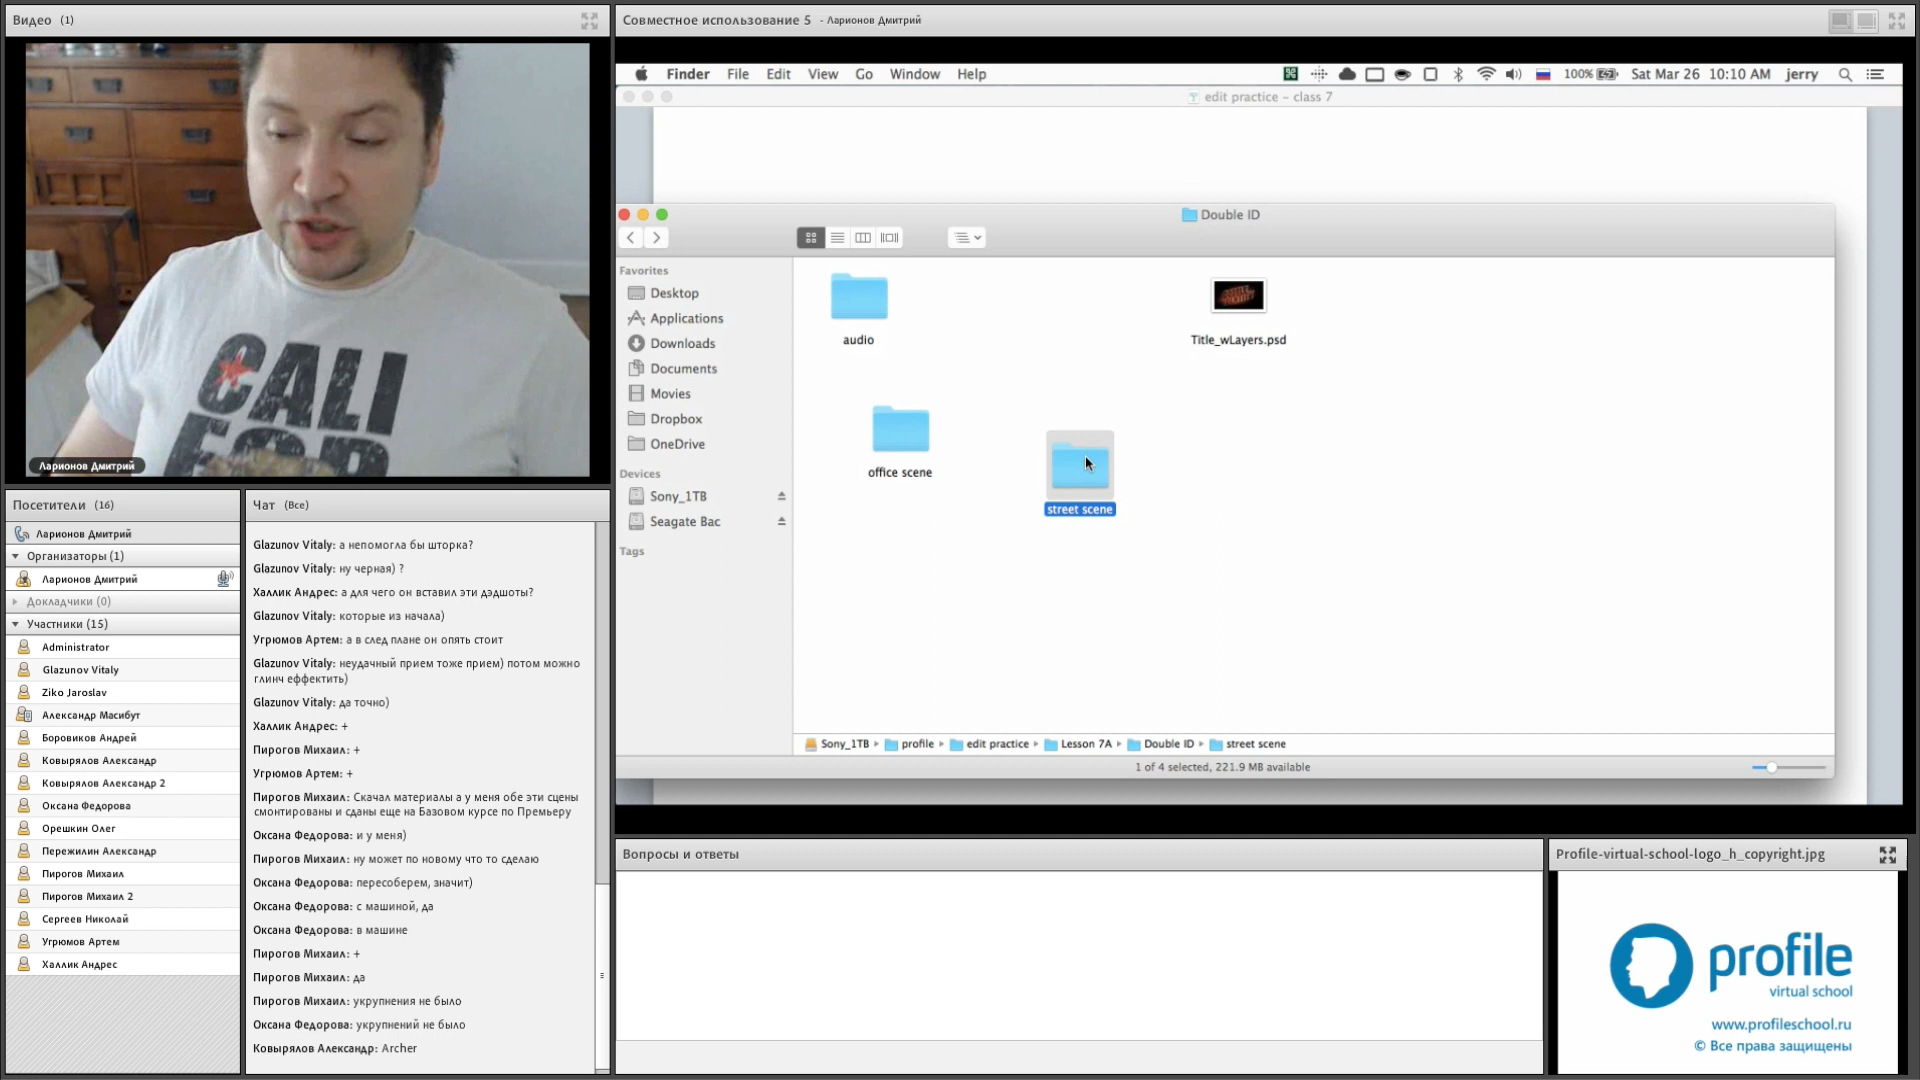 Видео (1)
Ларионов Дмитрий
Посетители (16)
Ларионов Дмитрий
Организаторы (1)
Ларионов Дмитрий
Докладчики (0)
Участники (15)
Administrator
Glazunov Vitaly
Ziko Jaroslav
Александр Масибут
Боровиков Андрей
Ковырялов Александр
Ковырялов Александр 2
Оксана Федорова
Орешкин Олег
Пережилин Александр
Пирогов Михаил
Пирогов Михаил 2
Сергеев Николай
Угрюмов Артем
Халлик Андрес
Чат (Все)
Glazunov Vitaly: а непомогла бы шторка?
Glazunov Vitaly: ну черная) ?
Халлик Андрес: а для чего он вставил эти дэдшоты?
Glazunov Vitaly: которые из начала)
Угрюмов Артем: а в след плане он опять стоит
Glazunov Vitaly: неудачный прием тоже прием) потом можно
глинч еффектить)
Glazunov Vitaly: да точно)
Халлик Андрес: +
Пирогов Михаил: +
Угрюмов Артем: +
Пирогов Михаил: Скачал материалы а у меня обе эти сцены
смонтированы и сданы еще на Базовом курсе по Премьеру
Оксана Федорова: и у меня)
Пирогов Михаил: ну может по новому что то сделаю
Оксана Федорова: пересоберем, значит)
Оксана Федорова: с машиной, да
Оксана Федорова: в машине
Пирогов Михаил: +
Пирогов Михаил: да
Пирогов Михаил: укрупнения не было
Оксана Федорова: укрупнений не было
Ковырялов Александр: Archer
Совместное использование 5 - Ларионов Дмитрий
Finder File Edit View Go Window Help
100% Sat Mar 26 10:10 AM jerry
edit practice – class 7
Double ID
Favorites
Desktop
Applications
Downloads
Documents
Movies
Dropbox
OneDrive
Devices
Sony_1TB
Seagate Bac
Tags
audio
Title_wLayers.psd
office scene
street scene
Sony_1TB profile edit practice Lesson 7A Double ID street scene
1 of 4 selected, 221.9 MB available
Вопросы и ответы
Profile-virtual-school-logo_h_copyright.jpg
profile
virtual school
www.profileschool.ru
© Все права защищены
CALI
FOR